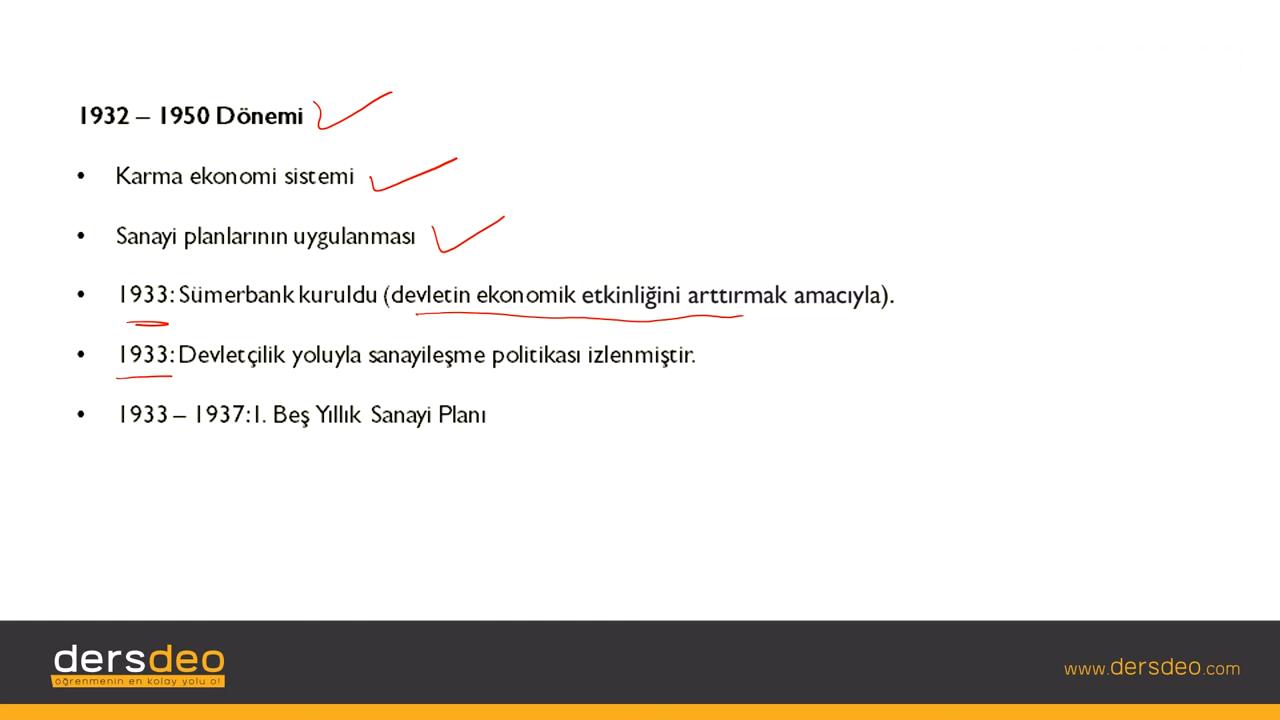 1932 – 1950 Dönemi
• Karma ekonomi sistemi
• Sanayi planlarının uygulanması
• 1933: Sümerbank kuruldu (devletin ekonomik etkinliğini arttırmak amacıyla).
• 1933: Devletçilik yoluyla sanayileşme politikası izlenmiştir.
• 1933 – 1937: I. Beş Yıllık Sanayi Planı
dersdeo
öğrenmenin en kolay yolu o!
www.dersdeo.com